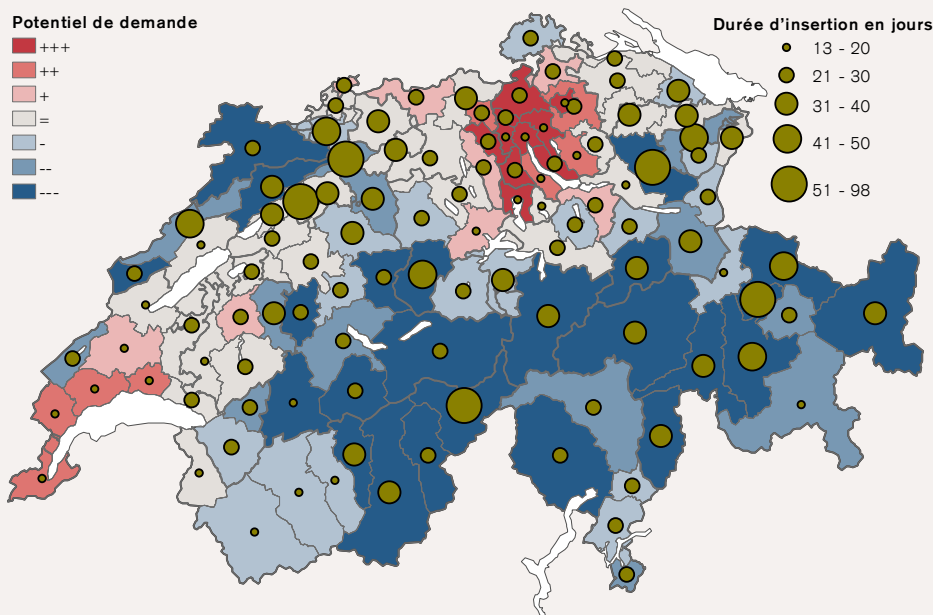 Potentiel de demande
+++
++
+
=
-
--
---
Durée d'insertion en jours
13 - 20
21 - 30
31 - 40
41 - 50
51 - 98